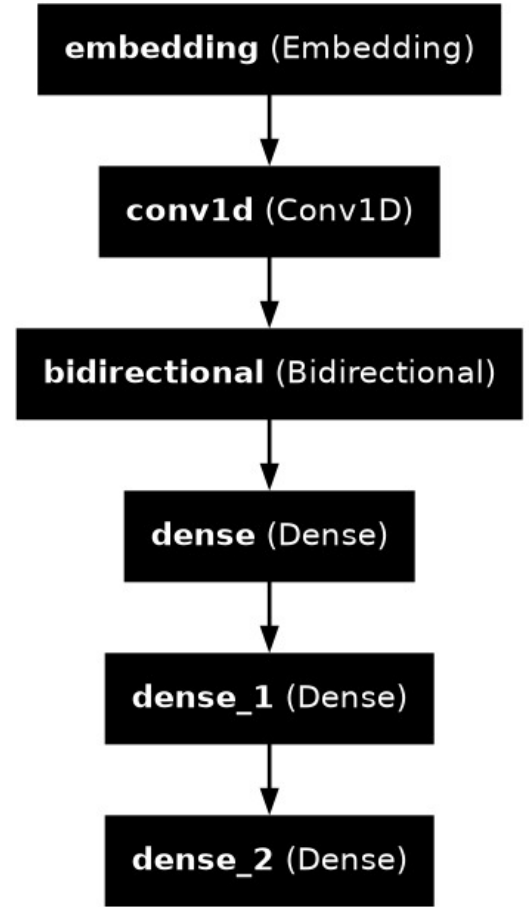 embedding (Embedding)
conv1d (Conv1D)
bidirectional (Bidirectional)
dense (Dense)
dense_1 (Dense)
dense_2 (Dense)